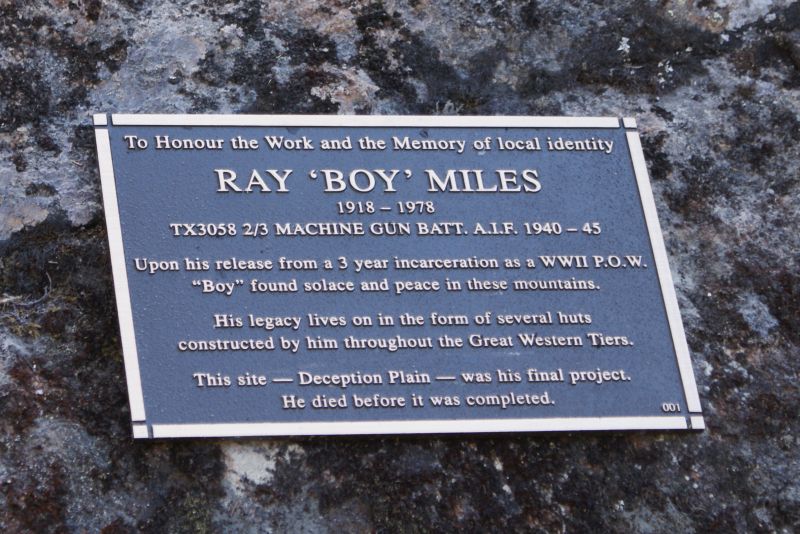 To Honour the Work and the Memory of local identity
RAY ‘BOY’ MILES
1918 – 1978
TX3058 2/3 MACHINE GUN BATT. A.I.F. 1940 – 45
Upon his release from a 3 year incarceration as a WWII P.O.W.
“Boy” found solace and peace in these mountains.
His legacy lives on in the form of several huts
constructed by him throughout the Great Western Tiers.
This site — Deception Plain — was his final project.
He died before it was completed.
001